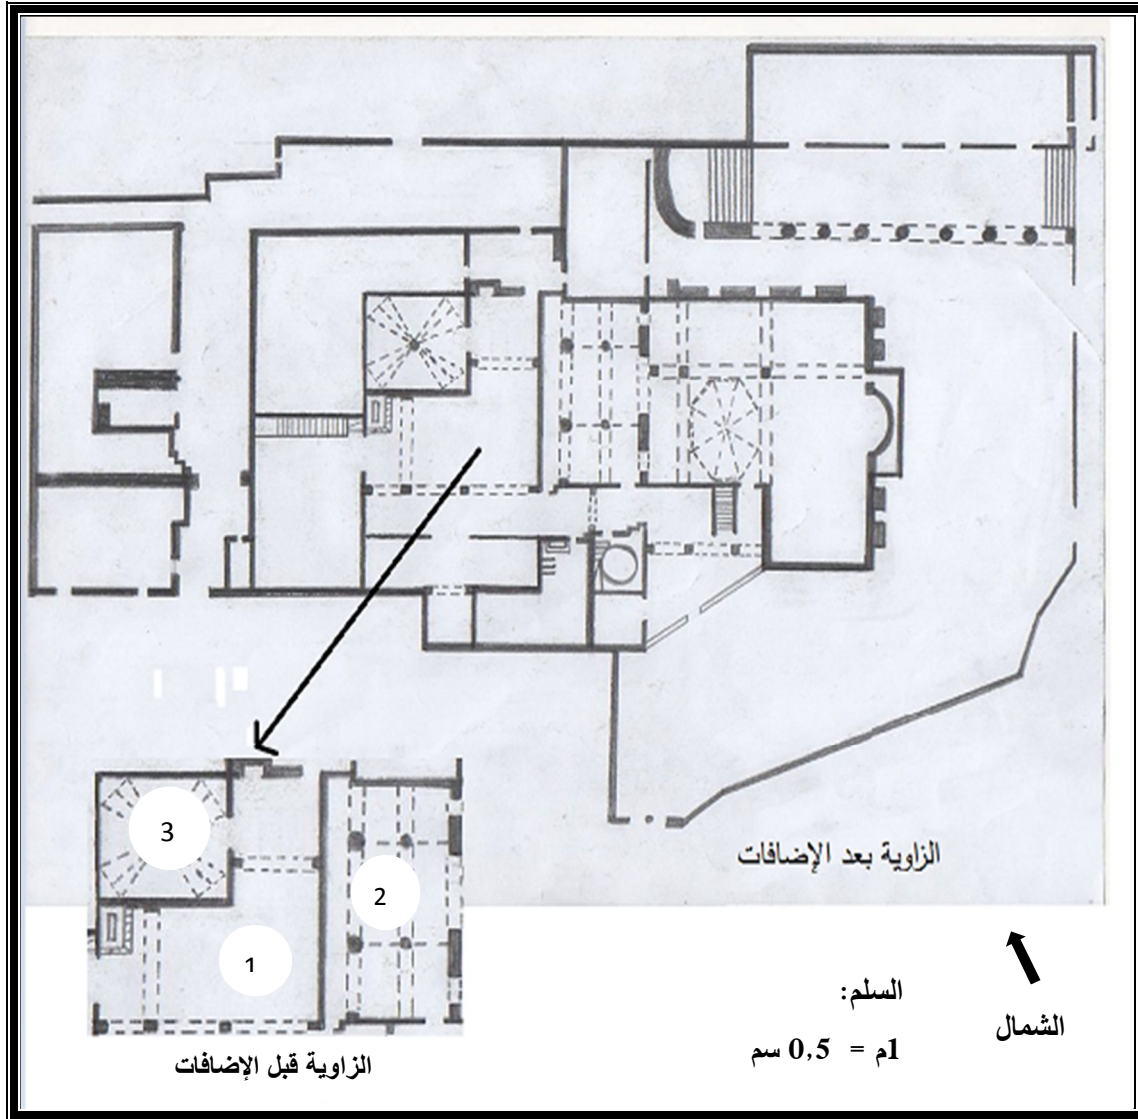 الزاوية بعد الإضافات
3
2
1
الزاوية قبل الإضافات
السلم:
1م = 0,5 سم
الشمال